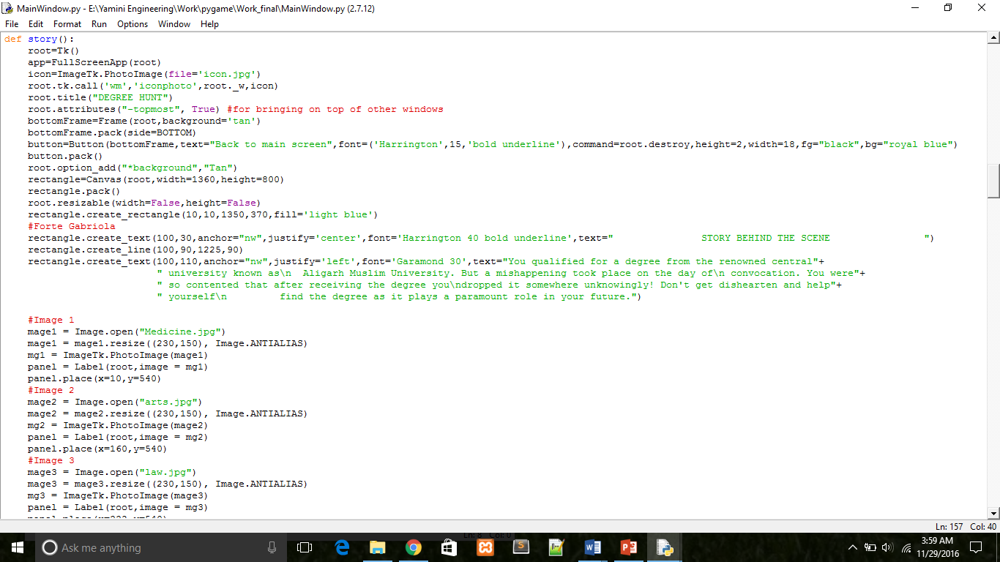 MainWindow.py - E:\Yamini Engineering\Work\pygame\Work_final\MainWindow.py (2.7.12)
File Edit Format Run Options Window Help
def story():
    root=Tk()
    app=FullScreenApp(root)
    icon=ImageTk.PhotoImage(file='icon.jpg')
    root.tk.call('wm','iconphoto',root._w,icon)
    root.title("DEGREE HUNT")
    root.attributes("-topmost", True) #for bringing on top of other windows
    bottomFrame=Frame(root,background='tan')
    bottomFrame.pack(side=BOTTOM)
    button=Button(bottomFrame,text="Back to main screen",font=('Harrington',15,'bold underline'),command=root.destroy,height=2,width=18,fg="black",bg="royal blue")
    button.pack()
    root.option_add("*background","Tan")
    rectangle=Canvas(root,width=1360,height=800)
    rectangle.pack()
    root.resizable(width=False,height=False)
    rectangle.create_rectangle(10,10,1350,370,fill='light blue')
    #Forte Gabriola
    rectangle.create_text(100,30,anchor="nw",justify='center',font='Harrington 40 bold underline',text="               STORY BEHIND THE SCENE                ")
    rectangle.create_line(100,90,1225,90)
    rectangle.create_text(100,110,anchor="nw",justify='left',font='Garamond 30',text="You qualified for a degree from the renowned central"+
                          " university known as\n  Aligarh Muslim University. But a mishappening took place on the day of\n convocation. You were"+
                          " so contented that after receiving the degree you\ndropped it somewhere unknowingly! Don't get dishearten and help"+
                          " yourself\n         find the degree as it plays a paramount role in your future.")
    #Image 1
    mage1 = Image.open("Medicine.jpg")
    mage1 = mage1.resize((230,150), Image.ANTIALIAS)
    mg1 = ImageTk.PhotoImage(mage1)
    panel = Label(root,image = mg1)
    panel.place(x=10,y=540)
    #Image 2
    mage2 = Image.open("arts.jpg")
    mage2 = mage2.resize((230,150), Image.ANTIALIAS)
    mg2 = ImageTk.PhotoImage(mage2)
    panel = Label(root,image = mg2)
    panel.place(x=160,y=540)
    #Image 3
    mage3 = Image.open("law.jpg")
    mage3 = mage3.resize((230,150), Image.ANTIALIAS)
    mg3 = ImageTk.PhotoImage(mage3)
    panel = Label(root,image = mg3)
Ln: 157 Col: 40
Ln: 8 Col: 0
Ask me anything
3:59 AM
11/29/2016